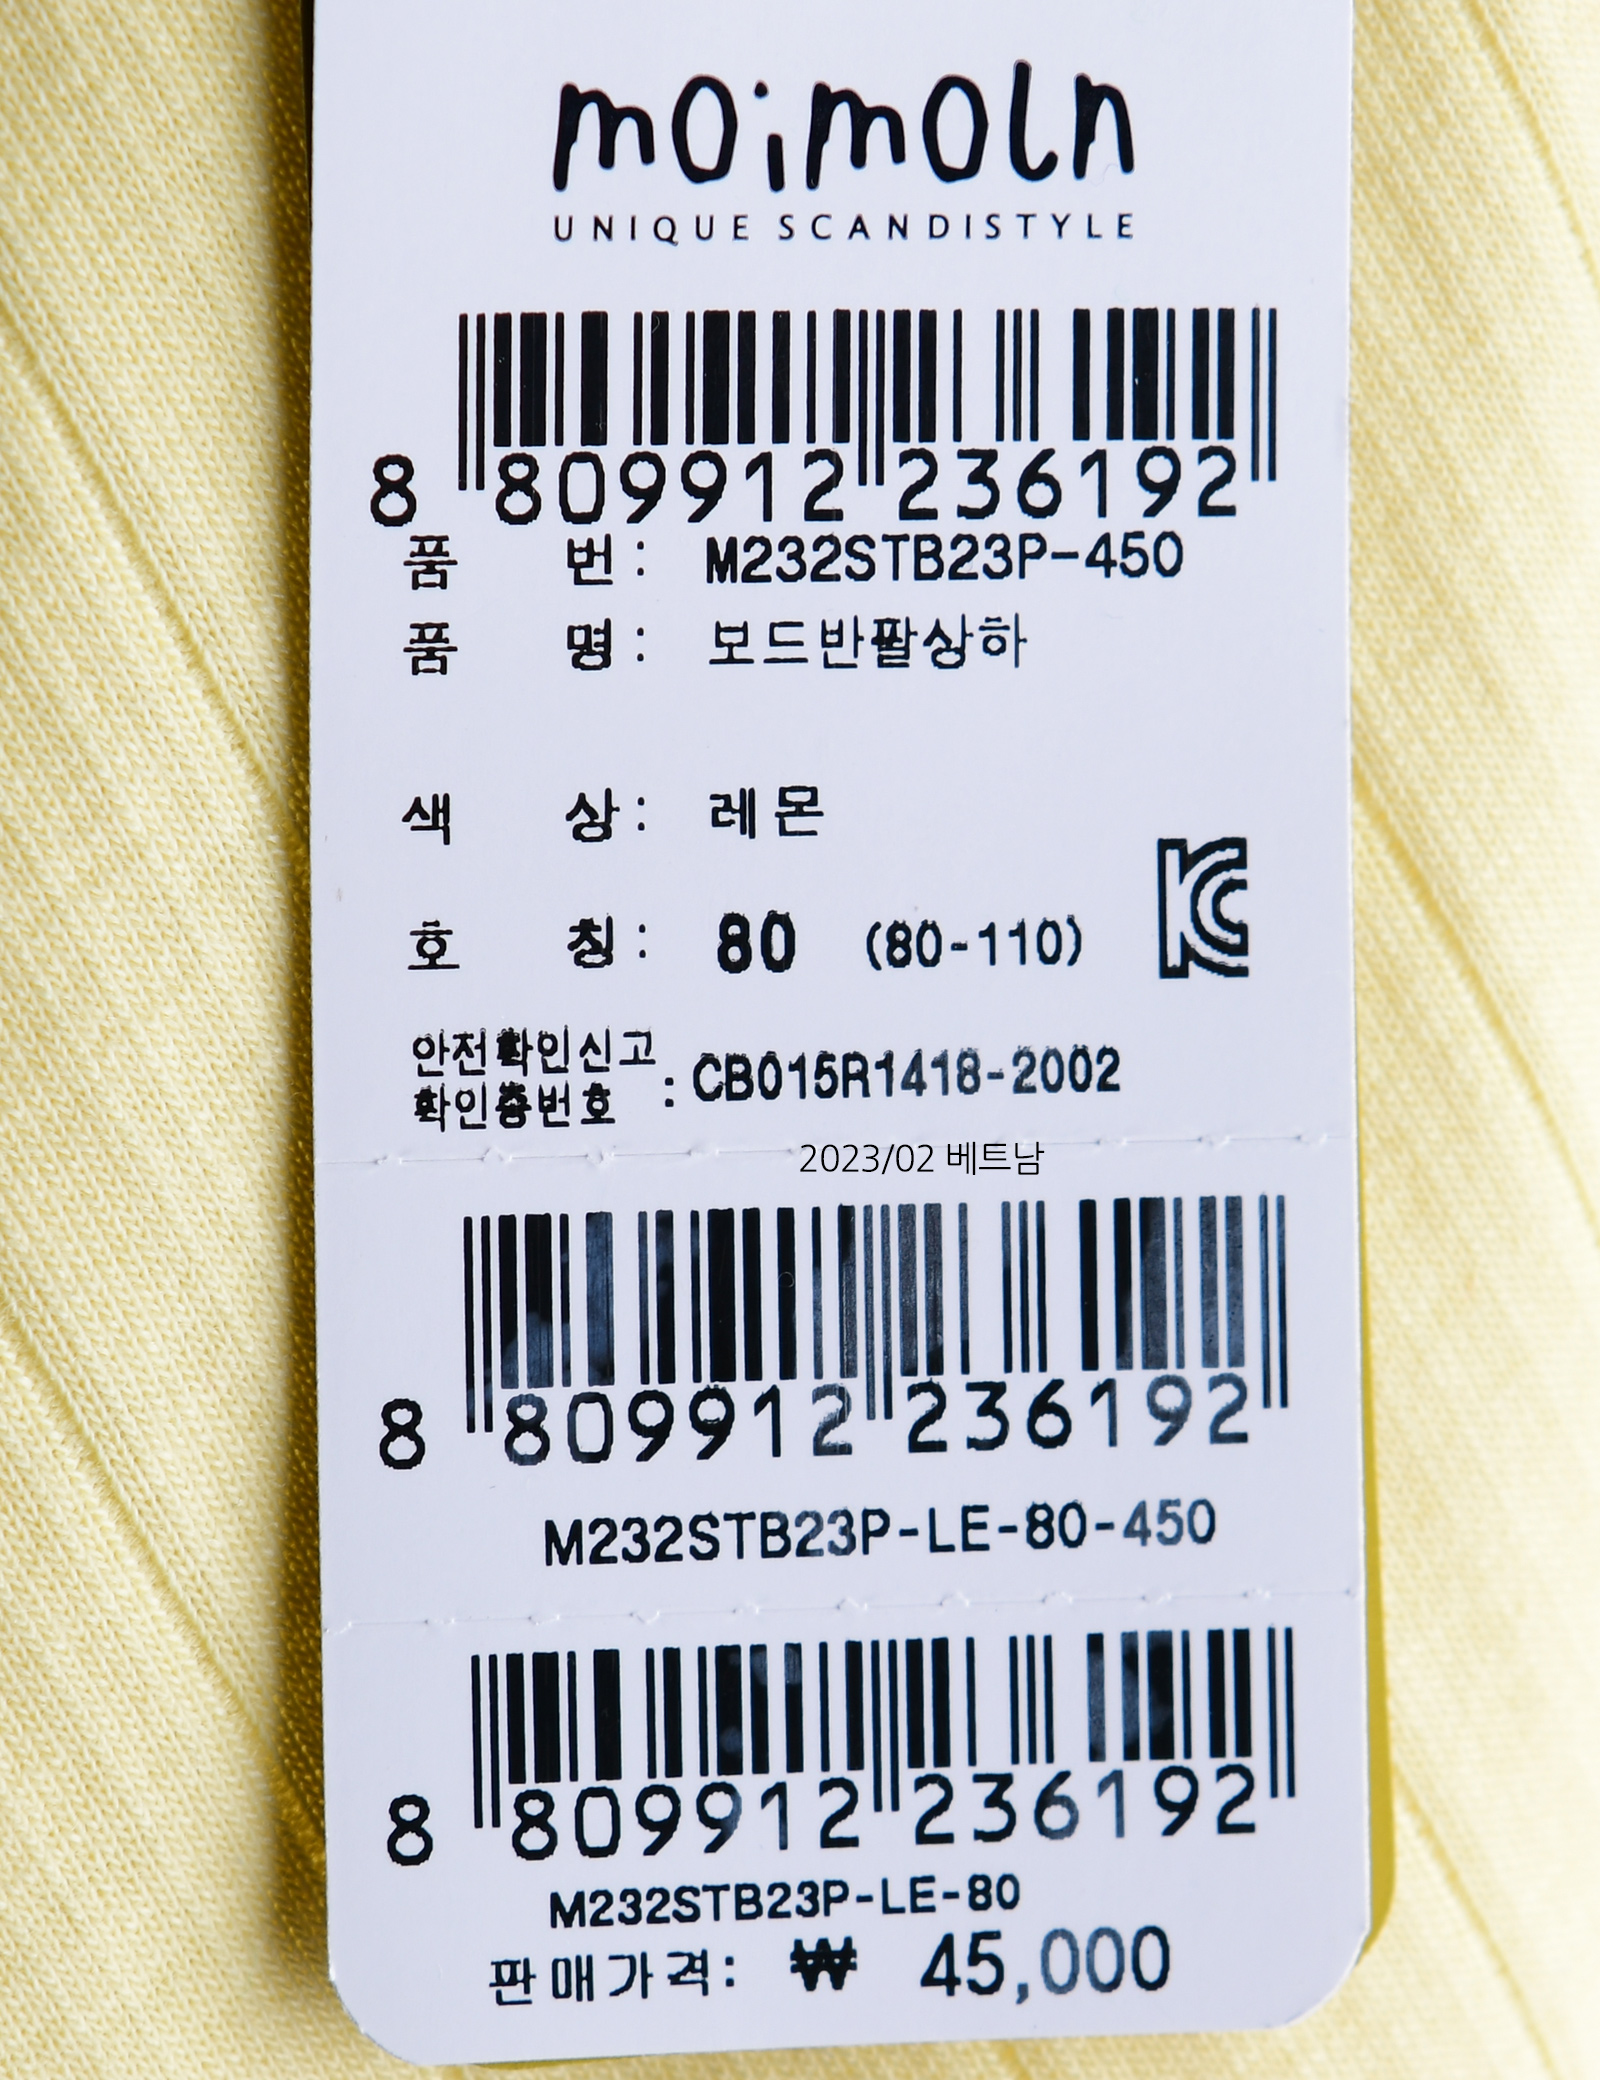 moimoln
UNIQUE SCANDISTYLE
8 809912 236192
품 번 : M232STB23P-450
품 명 : 보드반팔상하
색 상 : 레몬
호 칭 : 80 (80-110)
안전확인신고
확인증번호 : CB015R1418-2002
2023/02 베트남
8 809912 236192
M232STB23P-LE-80-450
8 809912 236192
M232STB23P-LE-80
판매가격: ₩ 45,000